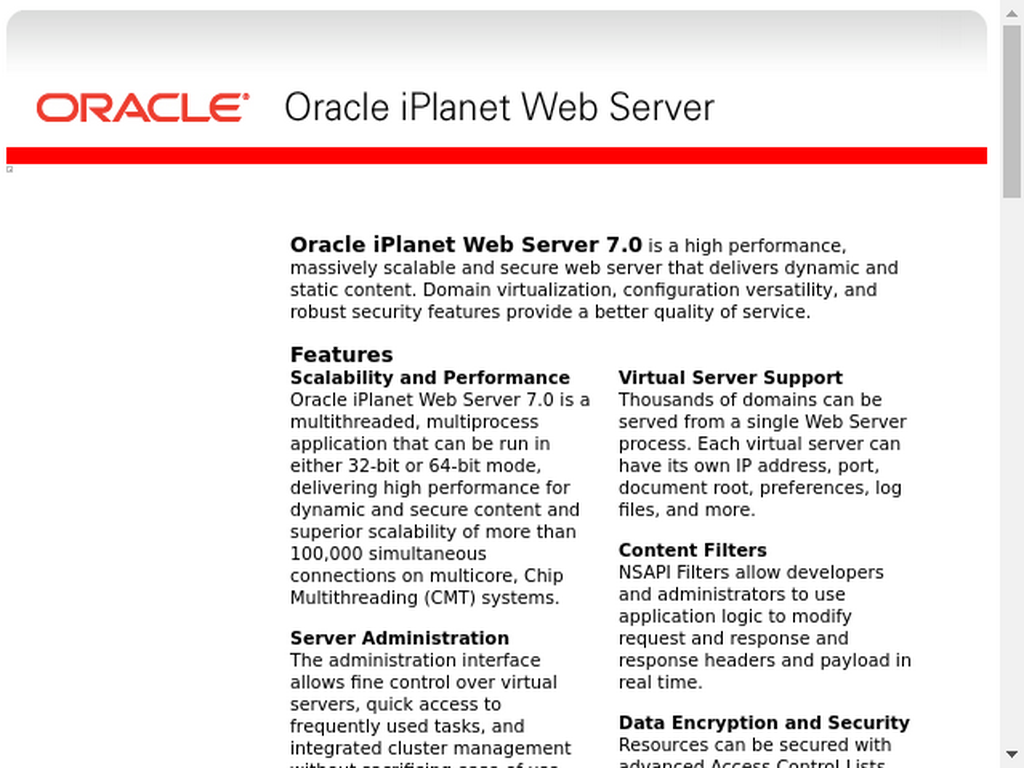 ORACLE
Oracle iPlanet Web Server
Oracle iPlanet Web Server 7.0 is a high performance,
massively scalable and secure web server that delivers dynamic and
static content. Domain virtualization, configuration versatility, and
robust security features provide a better quality of service.
Features
Scalability and Performance
Oracle iPlanet Web Server 7.0 is a
multithreaded, multiprocess
application that can be run in
either 32-bit or 64-bit mode,
delivering high performance for
dynamic and secure content and
superior scalability of more than
100,000 simultaneous
connections on multicore, Chip
Multithreading (CMT) systems.
Server Administration
The administration interface
allows fine control over virtual
servers, quick access to
frequently used tasks, and
integrated cluster management
without sacrificing ease of use
Virtual Server Support
Thousands of domains can be
served from a single Web Server
process. Each virtual server can
have its own IP address, port,
document root, preferences, log
files, and more.
Content Filters
NSAPI Filters allow developers
and administrators to use
application logic to modify
request and response and
response headers and payload in
real time.
Data Encryption and Security
Resources can be secured with
advanced Access Control Lists